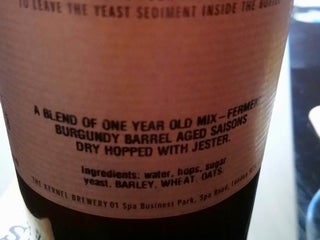 TO LEAVE THE YEAST SEDIMENT INSIDE THE BOTTLE
A BLEND OF ONE YEAR OLD MIX-FERMENT
BURGUNDY BARREL AGED SAISONS
DRY HOPPED WITH JESTER.
Ingredients: water, hops, sugar
yeast. BARLEY. WHEAT. OATS.
THE KERNEL BREWERY 01 Spa Business Park, Spa Road, London